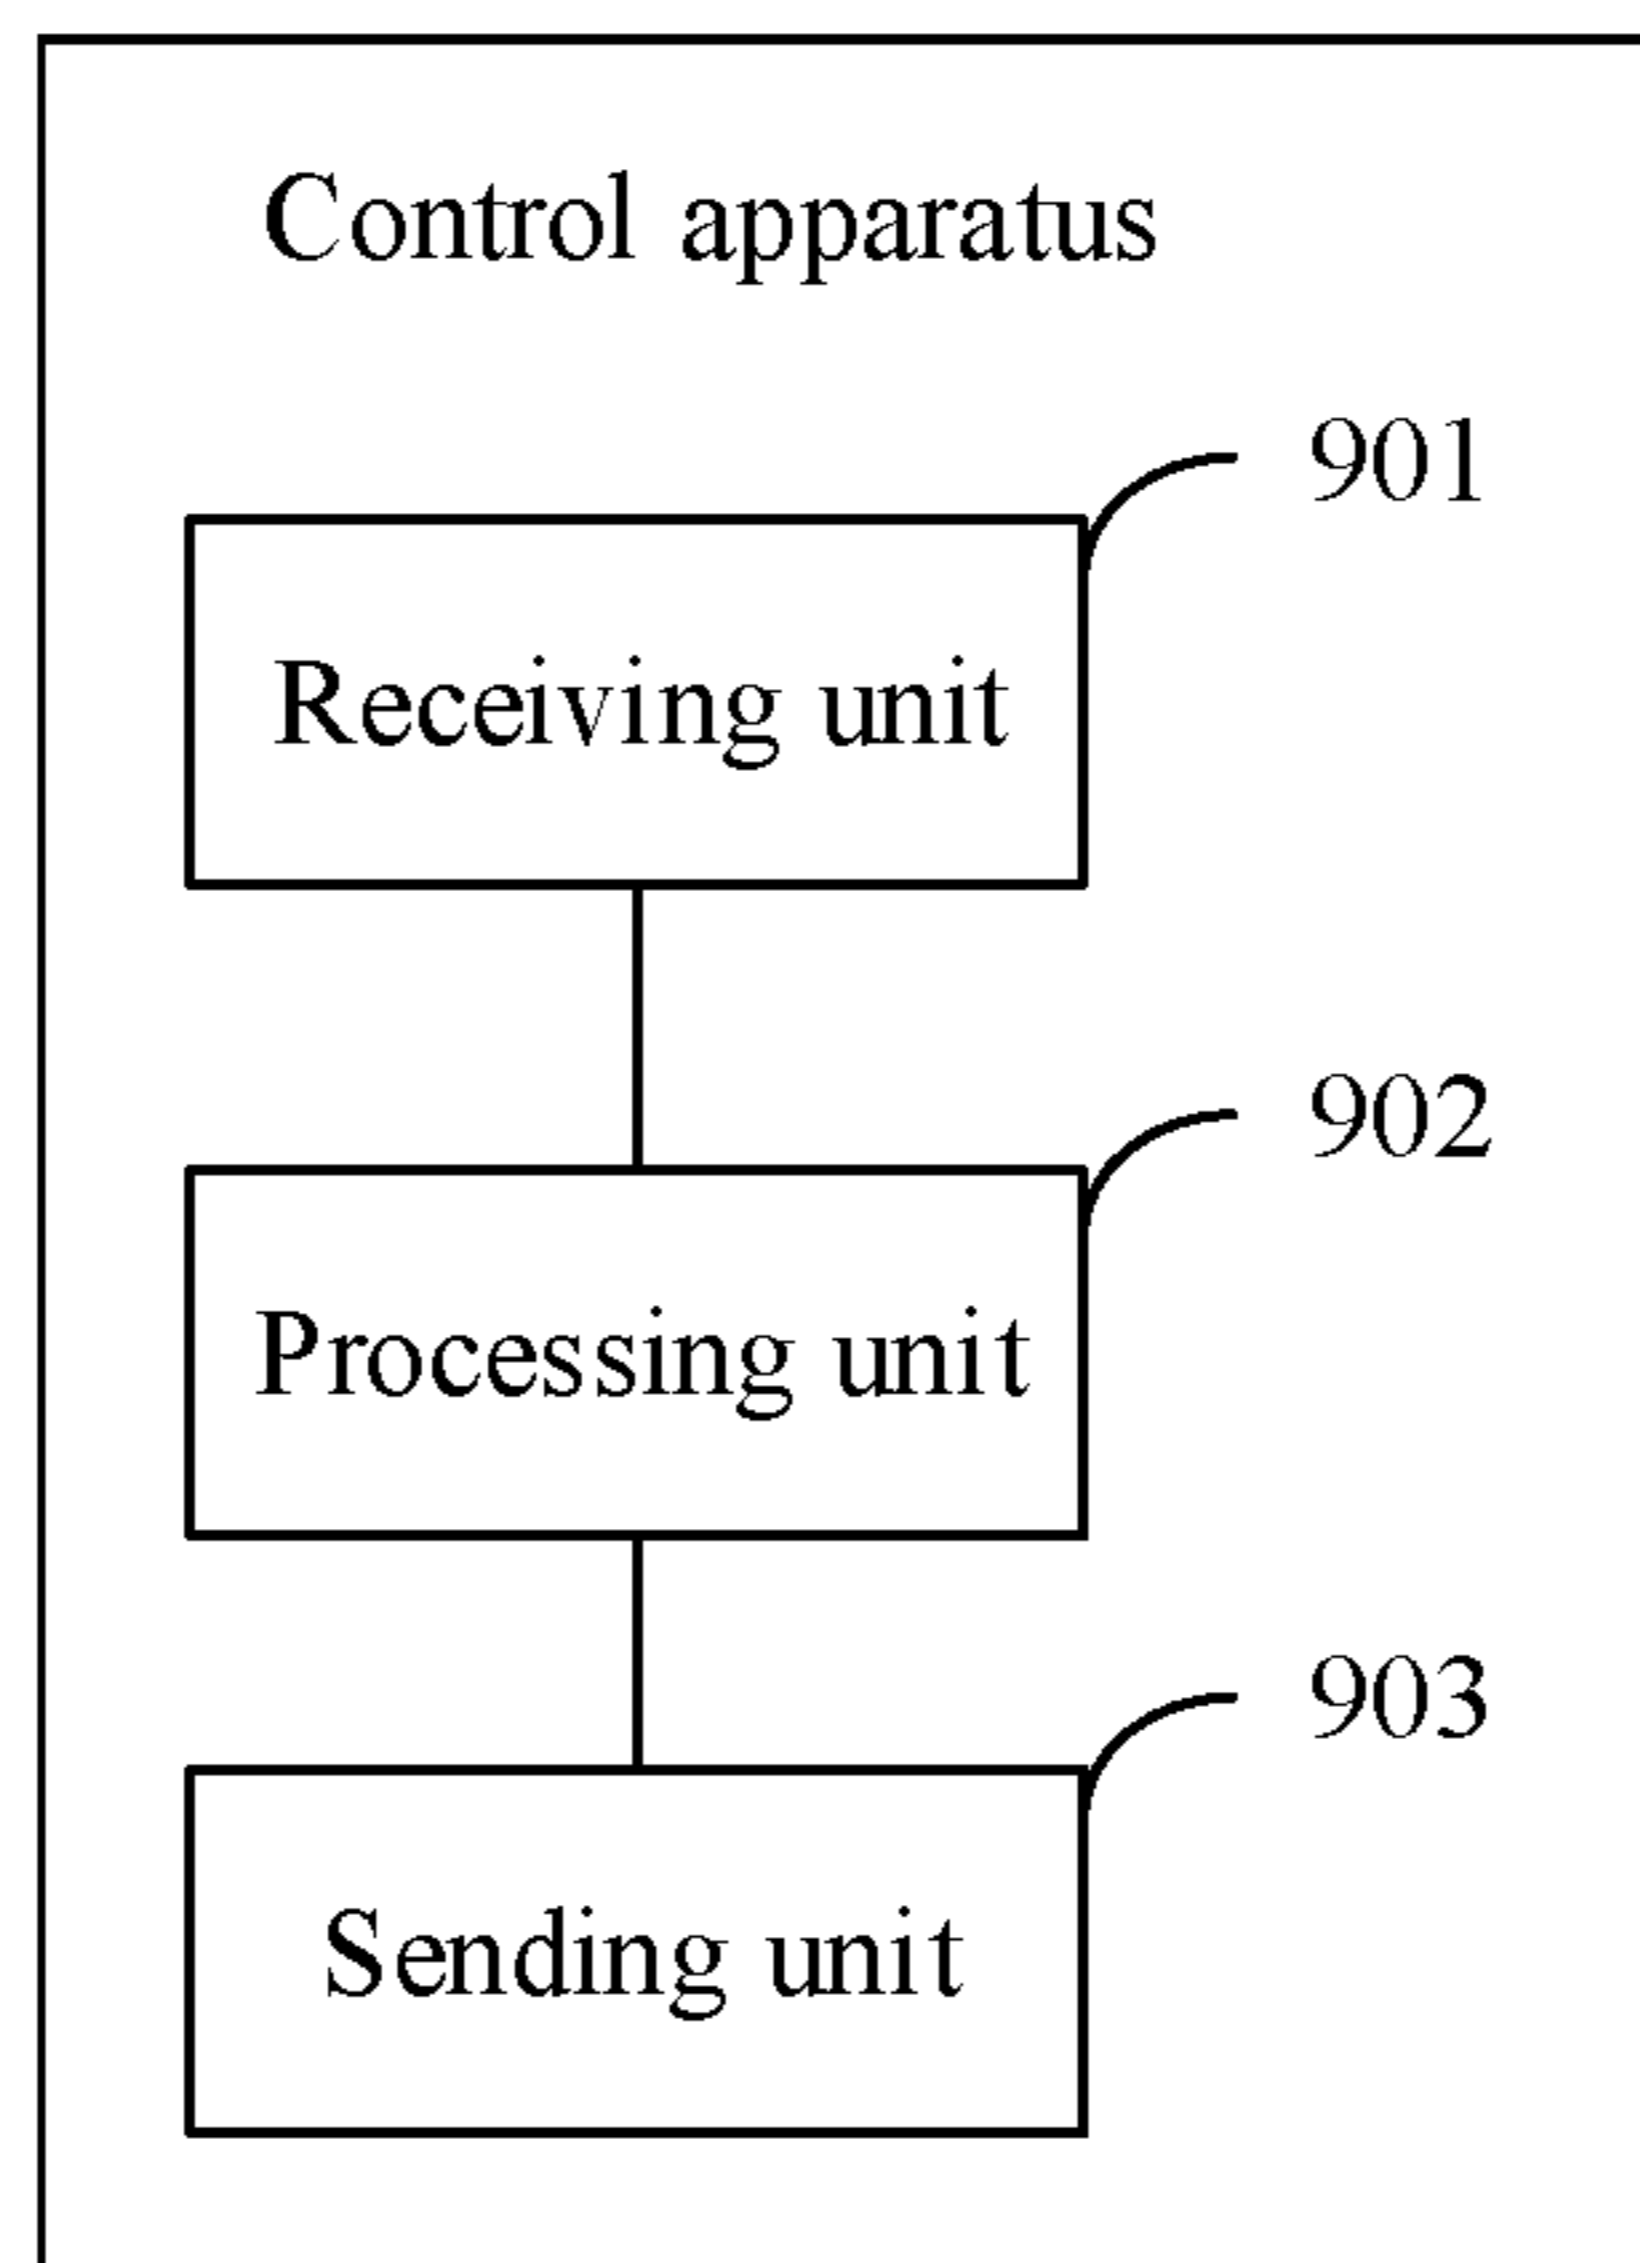 Control apparatus
901
Receiving unit
902
Processing unit
903
Sending unit